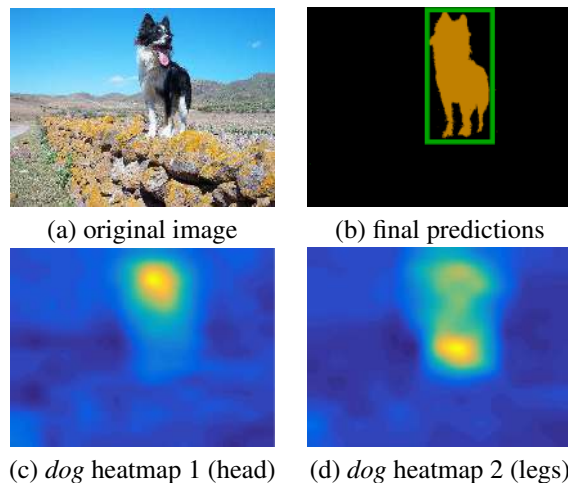 (a) original image
(b) final predictions
(c) dog heatmap 1 (head)
(d) dog heatmap 2 (legs)